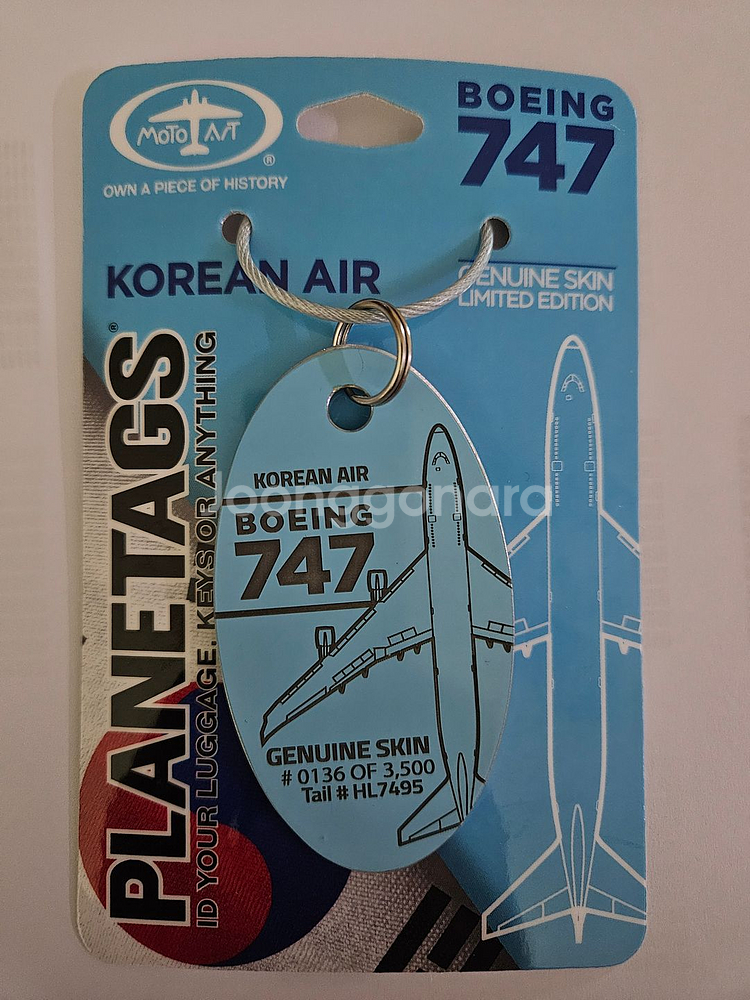 MOTO ART
®
OWN A PIECE OF HISTORY
BOEING
747
KOREAN AIR
GENUINE SKIN
LIMITED EDITION
PLANETAGS®
ID YOUR LUGGAGE, KEYS OR ANYTHING
KOREAN AIR
BOEING
747
GENUINE SKIN
# 0136 OF 3,500
Tail # HL7495
Joonggonara